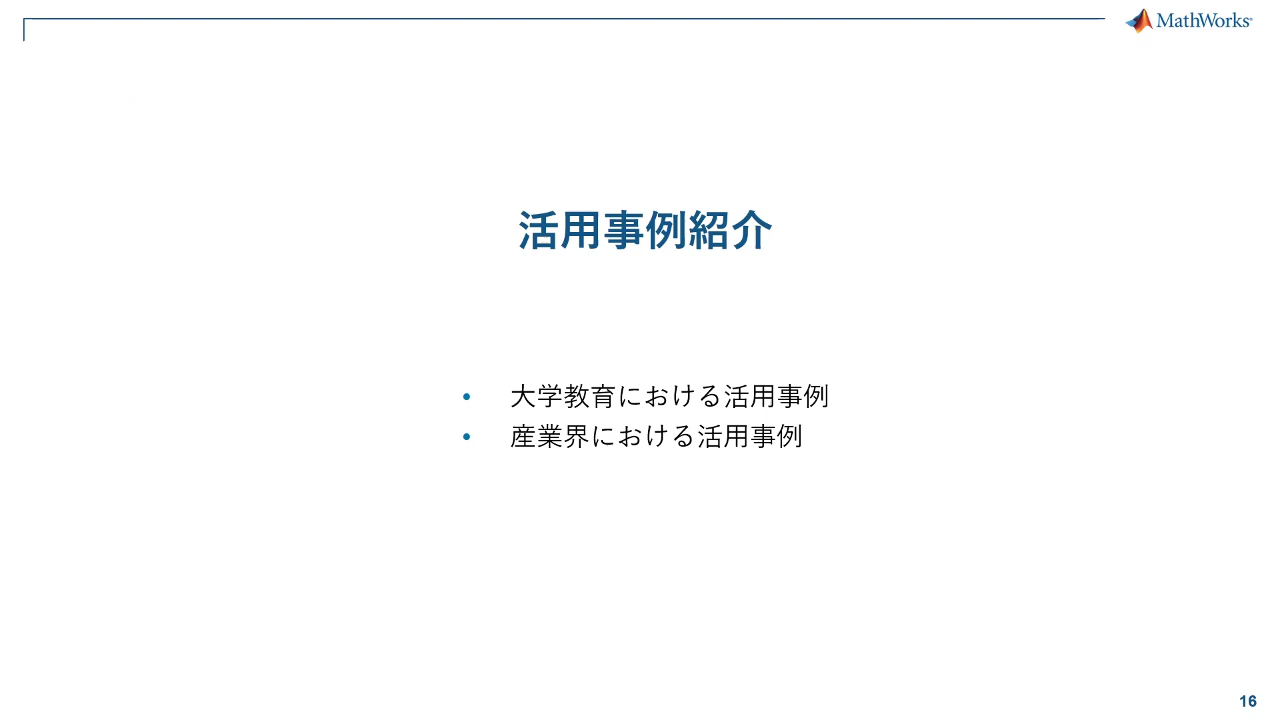 MathWorks®
活用事例紹介
• 大学教育における活用事例
• 産業界における活用事例
16